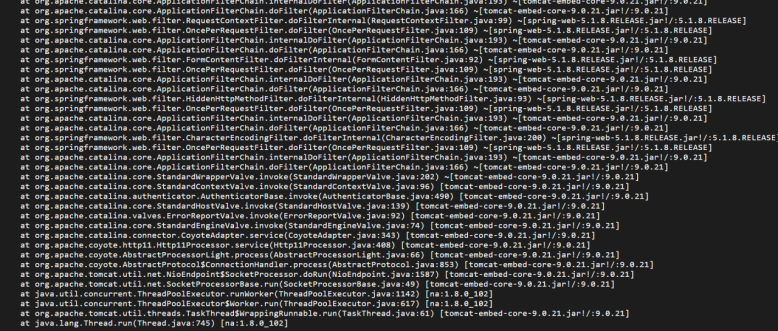 at org.apache.catalina.core.ApplicationFilterChain.internalDoFilter(ApplicationFilterChain.java:193) ~[tomcat-embed-core-9.0.21.jar!/:9.0.21]
at org.apache.catalina.core.ApplicationFilterChain.doFilter(ApplicationFilterChain.java:166) ~[tomcat-embed-core-9.0.21.jar!/:9.0.21]
at org.springframework.web.filter.RequestContextFilter.doFilterInternal(RequestContextFilter.java:99) ~[spring-web-5.1.8.RELEASE.jar!/:5.1.8.RELEASE]
at org.springframework.web.filter.OncePerRequestFilter.doFilter(OncePerRequestFilter.java:109) ~[spring-web-5.1.8.RELEASE.jar!/:5.1.8.RELEASE]
at org.apache.catalina.core.ApplicationFilterChain.internalDoFilter(ApplicationFilterChain.java:193) ~[tomcat-embed-core-9.0.21.jar!/:9.0.21]
at org.apache.catalina.core.ApplicationFilterChain.doFilter(ApplicationFilterChain.java:166) ~[tomcat-embed-core-9.0.21.jar!/:9.0.21]
at org.springframework.web.filter.FormContentFilter.doFilterInternal(FormContentFilter.java:92) ~[spring-web-5.1.8.RELEASE.jar!/:5.1.8.RELEASE]
at org.springframework.web.filter.OncePerRequestFilter.doFilter(OncePerRequestFilter.java:109) ~[spring-web-5.1.8.RELEASE.jar!/:5.1.8.RELEASE]
at org.apache.catalina.core.ApplicationFilterChain.internalDoFilter(ApplicationFilterChain.java:193) ~[tomcat-embed-core-9.0.21.jar!/:9.0.21]
at org.apache.catalina.core.ApplicationFilterChain.doFilter(ApplicationFilterChain.java:166) ~[tomcat-embed-core-9.0.21.jar!/:9.0.21]
at org.springframework.web.filter.HiddenHttpMethodFilter.doFilterInternal(HiddenHttpMethodFilter.java:93) ~[spring-web-5.1.8.RELEASE.jar!/:5.1.8.RELEASE]
at org.springframework.web.filter.OncePerRequestFilter.doFilter(OncePerRequestFilter.java:109) ~[spring-web-5.1.8.RELEASE.jar!/:5.1.8.RELEASE]
at org.apache.catalina.core.ApplicationFilterChain.internalDoFilter(ApplicationFilterChain.java:193) ~[tomcat-embed-core-9.0.21.jar!/:9.0.21]
at org.apache.catalina.core.ApplicationFilterChain.doFilter(ApplicationFilterChain.java:166) ~[tomcat-embed-core-9.0.21.jar!/:9.0.21]
at org.springframework.web.filter.CharacterEncodingFilter.doFilterInternal(CharacterEncodingFilter.java:200) ~[spring-web-5.1.8.RELEASE.jar!/:5.1.8.RELEASE]
at org.springframework.web.filter.OncePerRequestFilter.doFilter(OncePerRequestFilter.java:109) ~[spring-web-5.1.8.RELEASE.jar!/:5.1.8.RELEASE]
at org.apache.catalina.core.ApplicationFilterChain.internalDoFilter(ApplicationFilterChain.java:193) ~[tomcat-embed-core-9.0.21.jar!/:9.0.21]
at org.apache.catalina.core.ApplicationFilterChain.doFilter(ApplicationFilterChain.java:166) ~[tomcat-embed-core-9.0.21.jar!/:9.0.21]
at org.apache.catalina.core.StandardWrapperValve.invoke(StandardWrapperValve.java:202) ~[tomcat-embed-core-9.0.21.jar!/:9.0.21]
at org.apache.catalina.core.StandardContextValve.invoke(StandardContextValve.java:96) [tomcat-embed-core-9.0.21.jar!/:9.0.21]
at org.apache.catalina.authenticator.AuthenticatorBase.invoke(AuthenticatorBase.java:490) [tomcat-embed-core-9.0.21.jar!/:9.0.21]
at org.apache.catalina.core.StandardHostValve.invoke(StandardHostValve.java:139) [tomcat-embed-core-9.0.21.jar!/:9.0.21]
at org.apache.catalina.valves.ErrorReportValve.invoke(ErrorReportValve.java:92) [tomcat-embed-core-9.0.21.jar!/:9.0.21]
at org.apache.catalina.core.StandardEngineValve.invoke(StandardEngineValve.java:74) [tomcat-embed-core-9.0.21.jar!/:9.0.21]
at org.apache.catalina.connector.CoyoteAdapter.service(CoyoteAdapter.java:343) [tomcat-embed-core-9.0.21.jar!/:9.0.21]
at org.apache.coyote.http11.Http11Processor.service(Http11Processor.java:408) [tomcat-embed-core-9.0.21.jar!/:9.0.21]
at org.apache.coyote.AbstractProcessorLight.process(AbstractProcessorLight.java:66) [tomcat-embed-core-9.0.21.jar!/:9.0.21]
at org.apache.coyote.AbstractProtocol$ConnectionHandler.process(AbstractProtocol.java:853) [tomcat-embed-core-9.0.21.jar!/:9.0.21]
at org.apache.tomcat.util.net.NioEndpoint$SocketProcessor.doRun(NioEndpoint.java:1587) [tomcat-embed-core-9.0.21.jar!/:9.0.21]
at org.apache.tomcat.util.net.SocketProcessorBase.run(SocketProcessorBase.java:49) [tomcat-embed-core-9.0.21.jar!/:9.0.21]
at java.util.concurrent.ThreadPoolExecutor.runWorker(ThreadPoolExecutor.java:1142) [na:1.8.0_102]
at java.util.concurrent.ThreadPoolExecutor$Worker.run(ThreadPoolExecutor.java:617) [na:1.8.0_102]
at org.apache.tomcat.util.threads.TaskThread$WrappingRunnable.run(TaskThread.java:61) [tomcat-embed-core-9.0.21.jar!/:9.0.21]
at java.lang.Thread.run(Thread.java:745) [na:1.8.0_102]